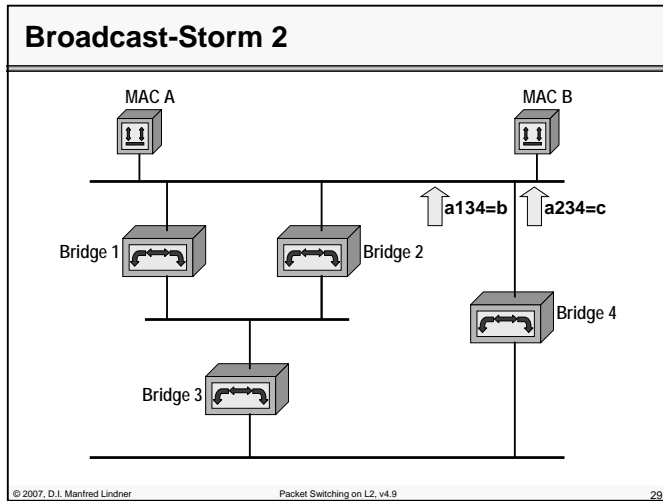 Broadcast-Storm 2
MAC A
MAC B
a134=b
a234=c
Bridge 1
Bridge 2
Bridge 4
Bridge 3
© 2007, D.I. Manfred Lindner
Packet Switching on L2, v4.9
29